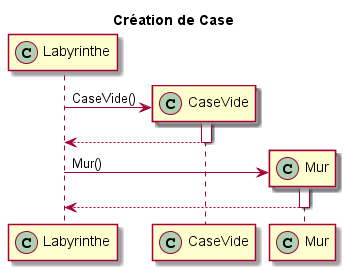 Création de Case
C Labyrinthe
CaseVide()
C CaseVide
Mur()
C Mur
C Labyrinthe C CaseVide C Mur